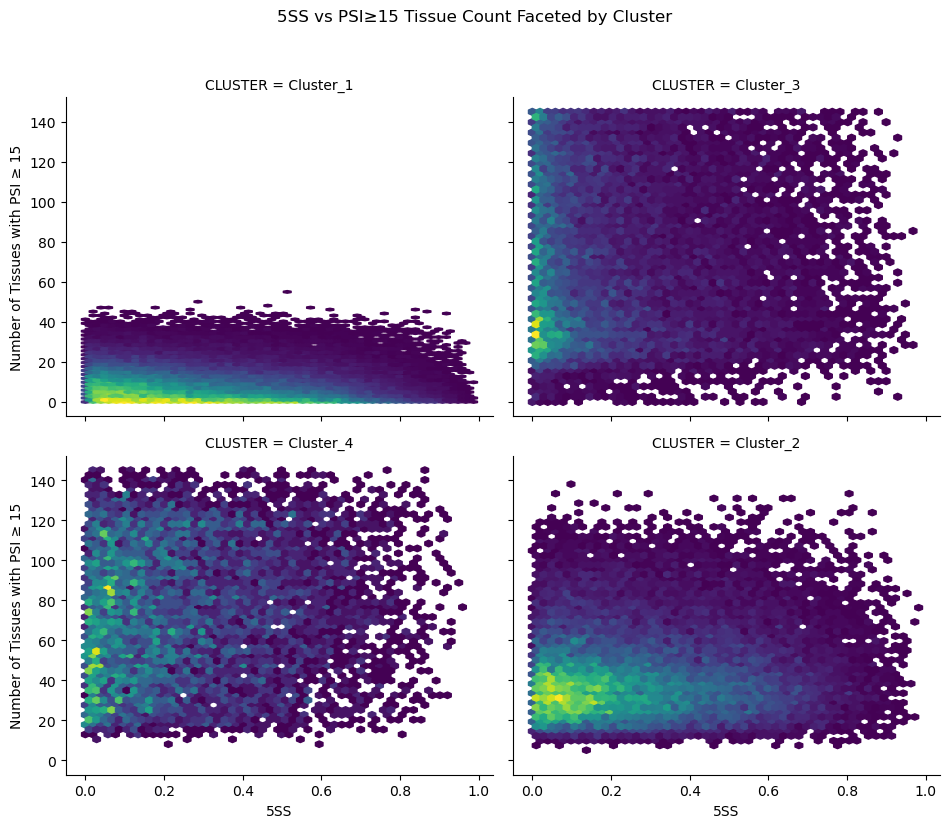 5SS vs PSI≥15 Tissue Count Faceted by Cluster
CLUSTER = Cluster_1
CLUSTER = Cluster_3
Number of Tissues with PSI ≥ 15
140
120
100
80
60
40
20
0
CLUSTER = Cluster_4
CLUSTER = Cluster_2
Number of Tissues with PSI ≥ 15
140
120
100
80
60
40
20
0
0.0 0.2 0.4 0.6 0.8 1.0
0.0 0.2 0.4 0.6 0.8 1.0
5SS
5SS